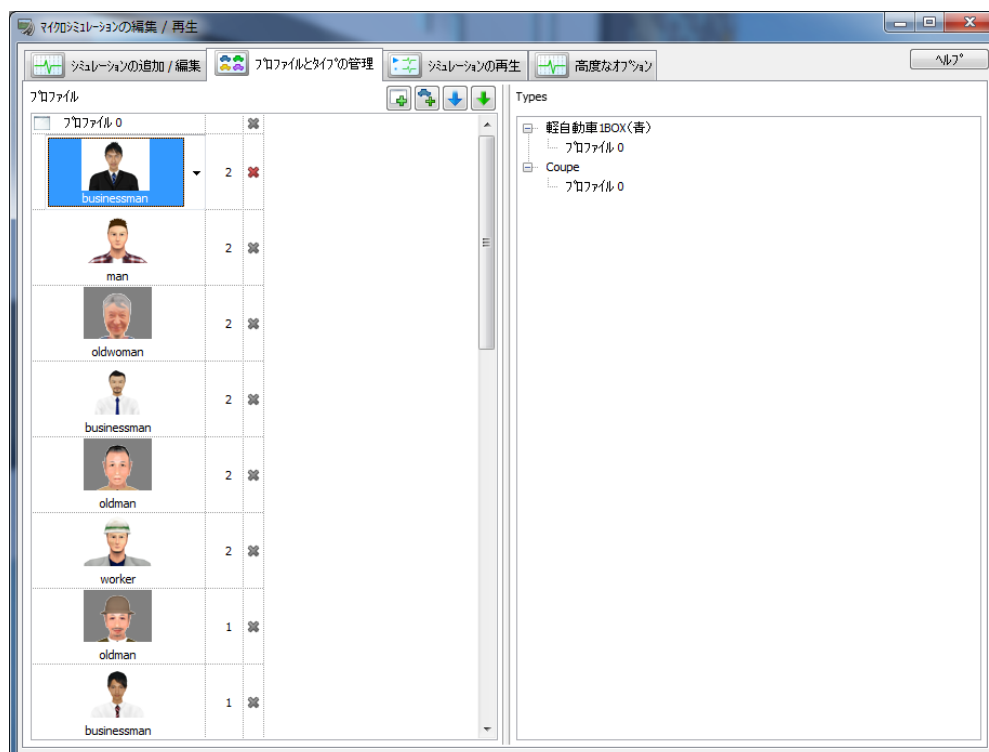 マイクロシミュレーションの編集 / 再生
シミュレーションの追加 / 編集
プロファイルとタイプの管理
シミュレーションの再生
高度なオプション
ヘルプ
プロファイル
プロファイル 0
businessman
2
man
2
oldwoman
2
businessman
2
oldman
2
worker
2
oldman
1
businessman
1
Types
軽自動車1BOX(青)
プロファイル 0
Coupe
プロファイル 0